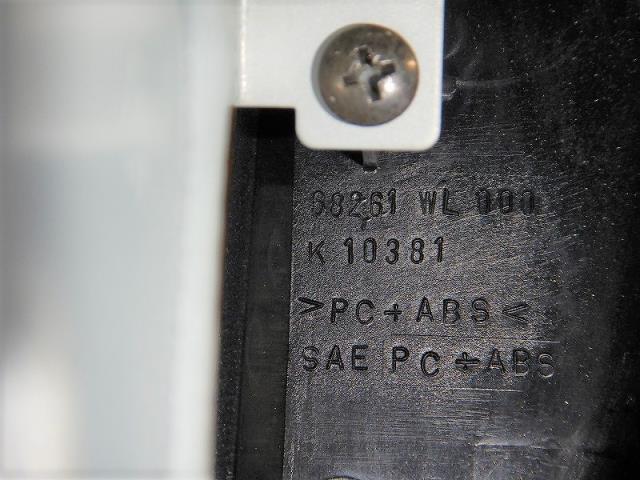 68261 WL 000
K 10381
>PC+ABS<
SAE PC+ABS